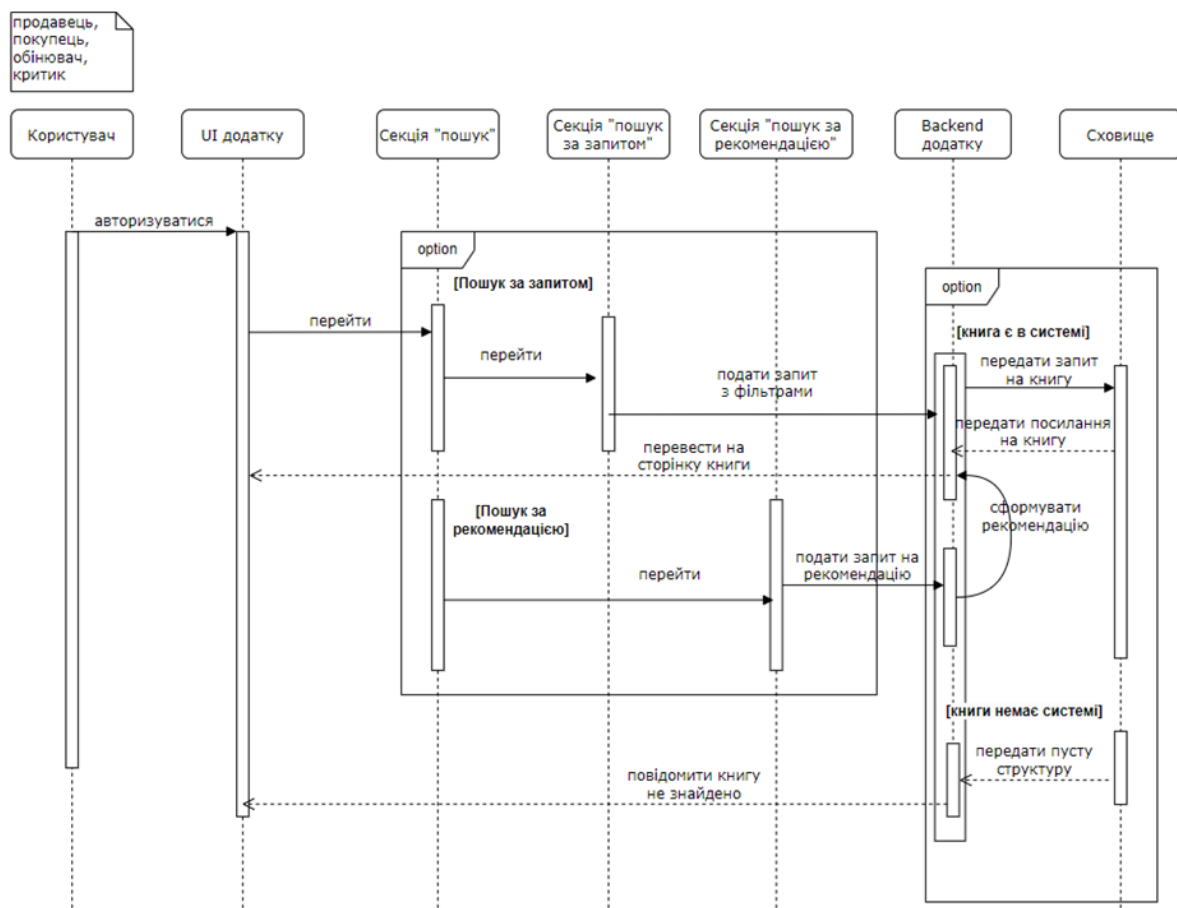 продавець,
покупець,
обінювач,
критик
Користувач
UI додатку
Секція "пошук"
Секція "пошук
за запитом"
Секція "пошук за
рекомендацією"
Backend
додатку
Сховище
авторизуватися
option
[Пошук за запитом]
option
перейти
[книга є в системі]
перейти
передати запит
на книгу
подати запит
з фільтрами
передати посилання
на книгу
перевести на
сторінку книги
[Пошук за
рекомендацією]
сформувати
рекомендацію
перейти
подати запит на
рекомендацію
[книги немає системі]
передати пусту
структуру
повідомити книгу
не знайдено